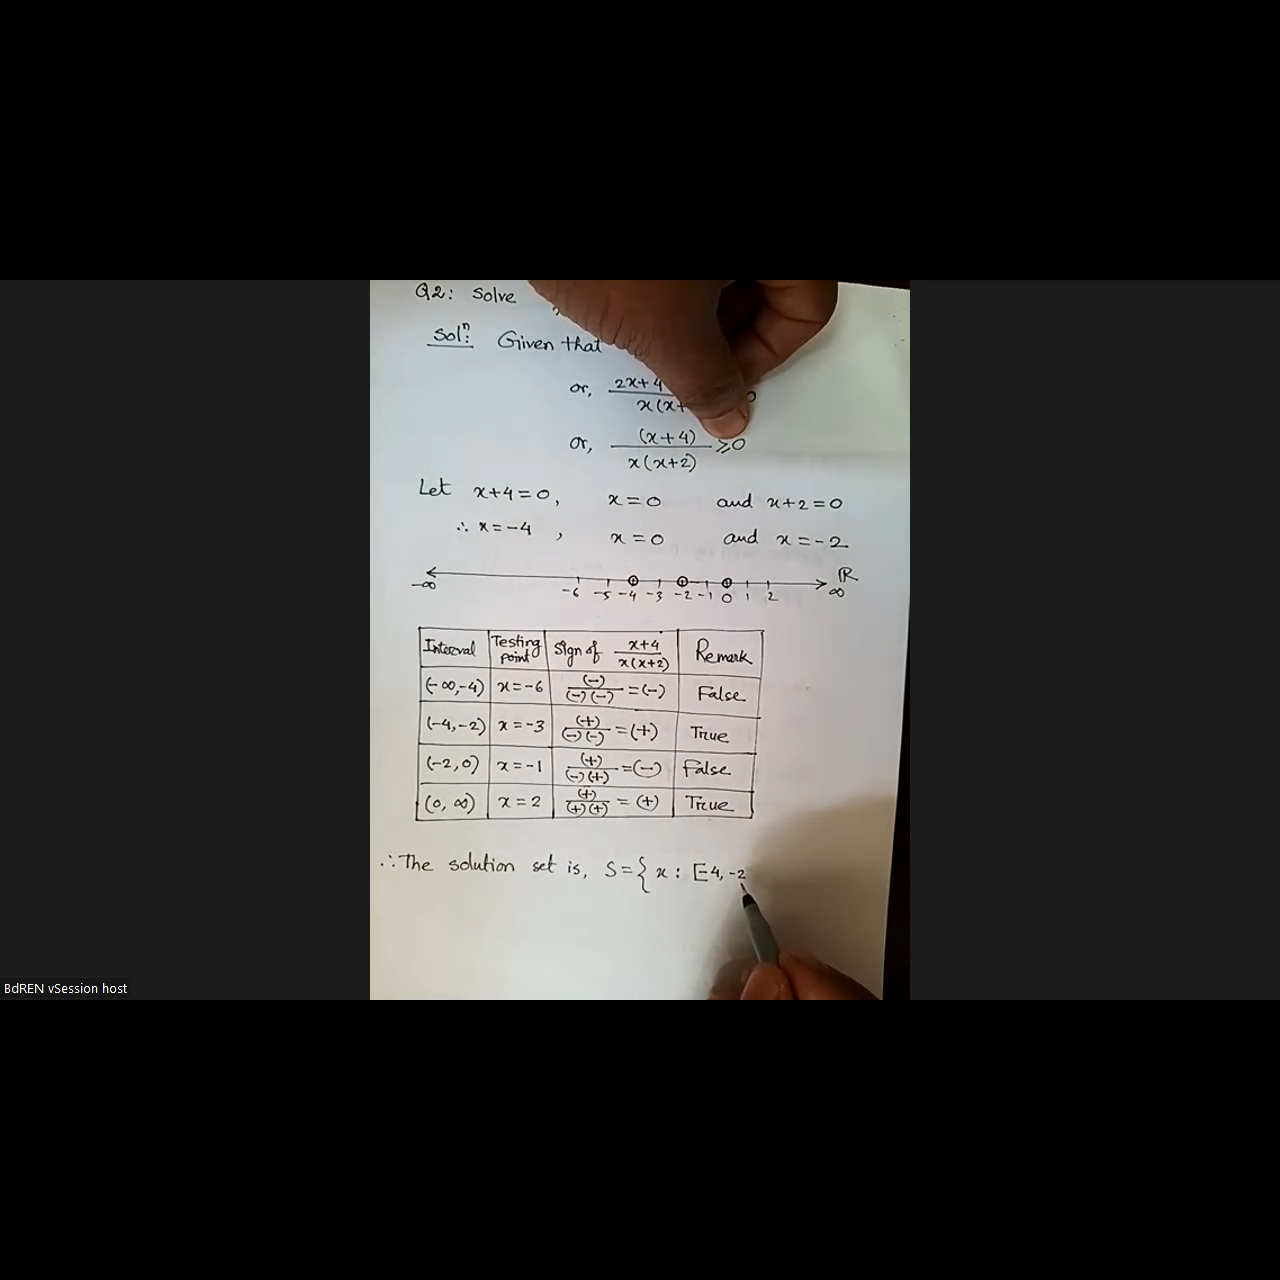 Q2: Solve
Solⁿ: Given that
or, 2x+4 / x(x+
or, (x+4) / x(x+2) ≥0
Let x+4=0, x=0 and x+2=0
∴ x=-4, x=0 and x=-2
-∞ -6 -5 -4 -3 -2 -1 0 1 2 ∞ ℝ
Interval Testing point Sign of x+4 / x(x+2) Remark
(-∞,-4) x=-6 (-) / (-)(-) =(-) False
(-4,-2) x=-3 (+) / (-)(-) =(+) True
(-2,0) x=-1 (+) / (-)(+) =(-) False
(0, ∞) x=2 (+) / (+)(+) = (+) True
∴ The solution set is, S={ x: [-4,-2
BdREN vSession host